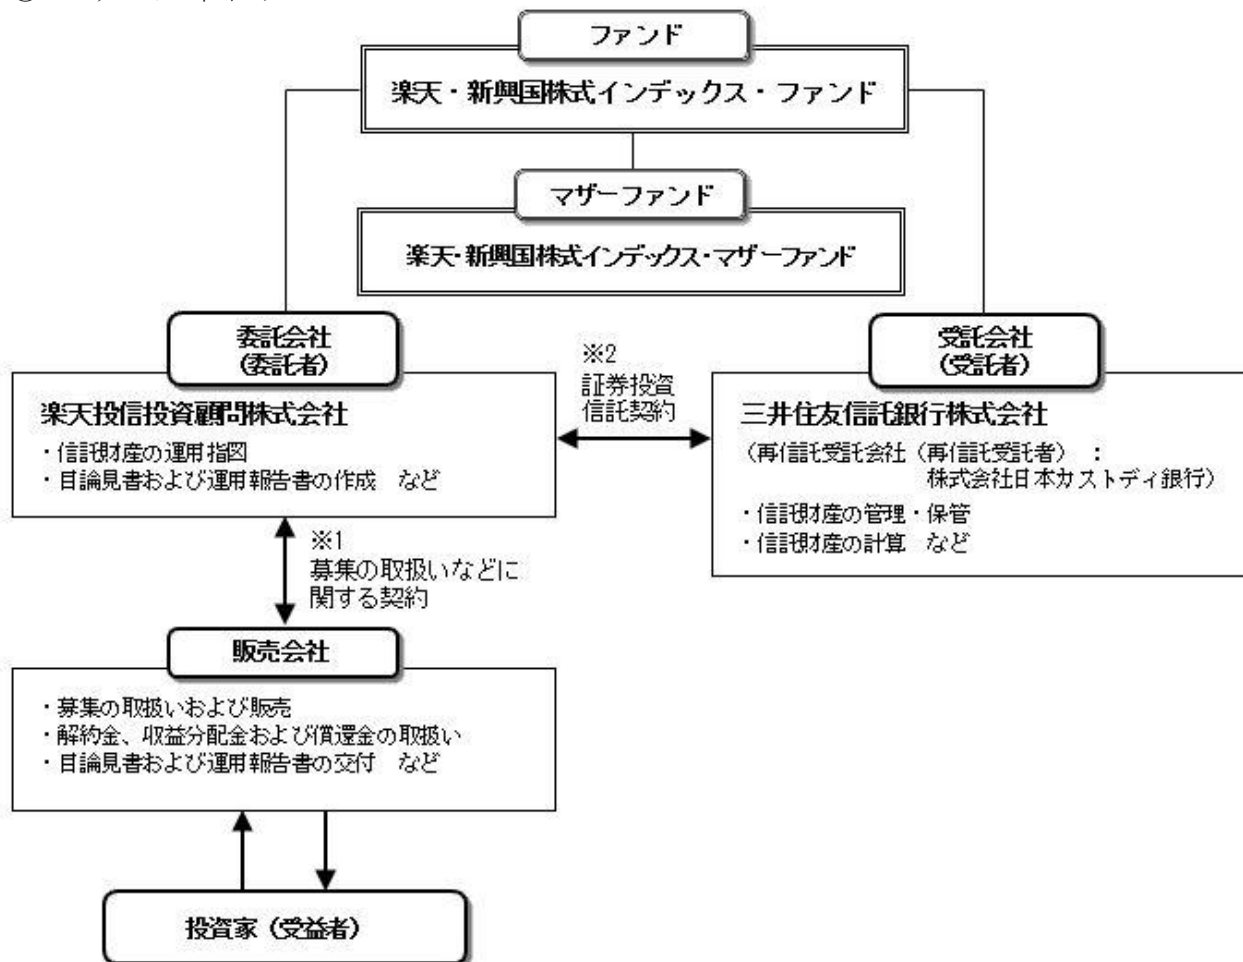 ファンド
楽天・新興国株式インデックス・ファンド
マザーファンド
楽天・新興国株式インデックス・マザーファンド
委託会社
(委託者)
楽天投信投資顧問株式会社
・信託財産の運用指図
・目論見書および運用報告書の作成 など
※2
証券投資
信託契約
受託会社
(受託者)
三井住友信託銀行株式会社
(再信託受託会社(再信託受託者) :
株式会社日本カストディ銀行)
・信託財産の管理・保管
・信託財産の計算 など
※1
募集の取扱いなどに
関する契約
販売会社
・募集の取扱いおよび販売
・解約金、収益分配金および償還金の取扱い
・目論見書および運用報告書の交付 など
投資家(受益者)